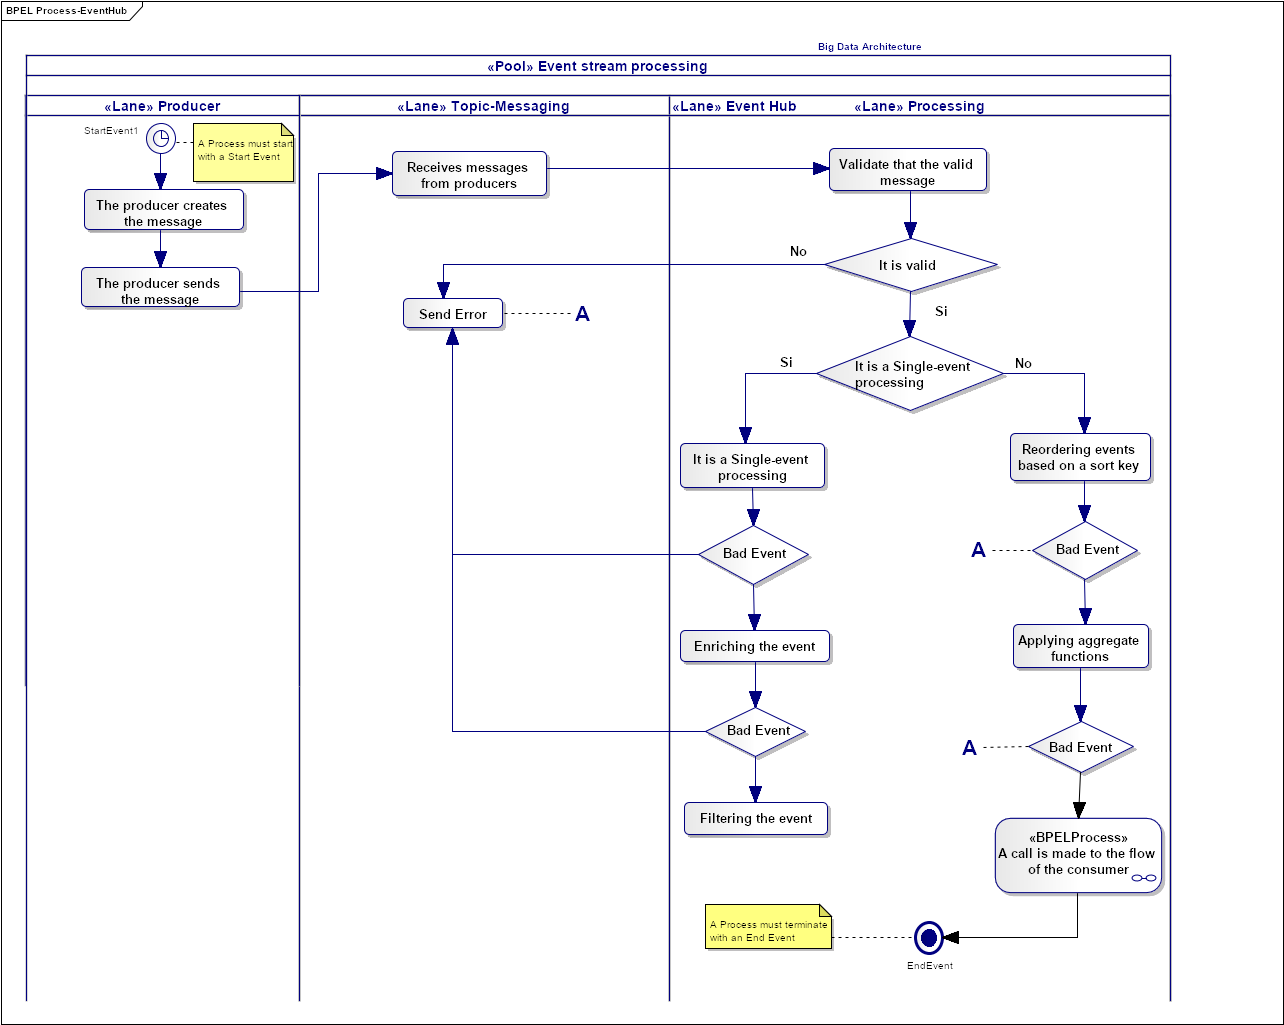 BPEL Process-EventHub
Big Data Architecture
«Pool» Event stream processing
«Lane» Producer
«Lane» Topic-Messaging
«Lane» Event Hub
«Lane» Processing
StartEvent1
A Process must start
with a Start Event
The producer creates
the message
The producer sends
the message
Receives messages
from producers
Validate that the valid
message
No
It is valid
Send Error
A
Si
Si
It is a Single-event
processing
No
It is a Single-event
processing
Reordering events
based on a sort key
Bad Event
A
Bad Event
Enriching the event
Applying aggregate
functions
Bad Event
A
Bad Event
Filtering the event
«BPELProcess»
A call is made to the flow
of the consumer
A Process must terminate
with an End Event
EndEvent